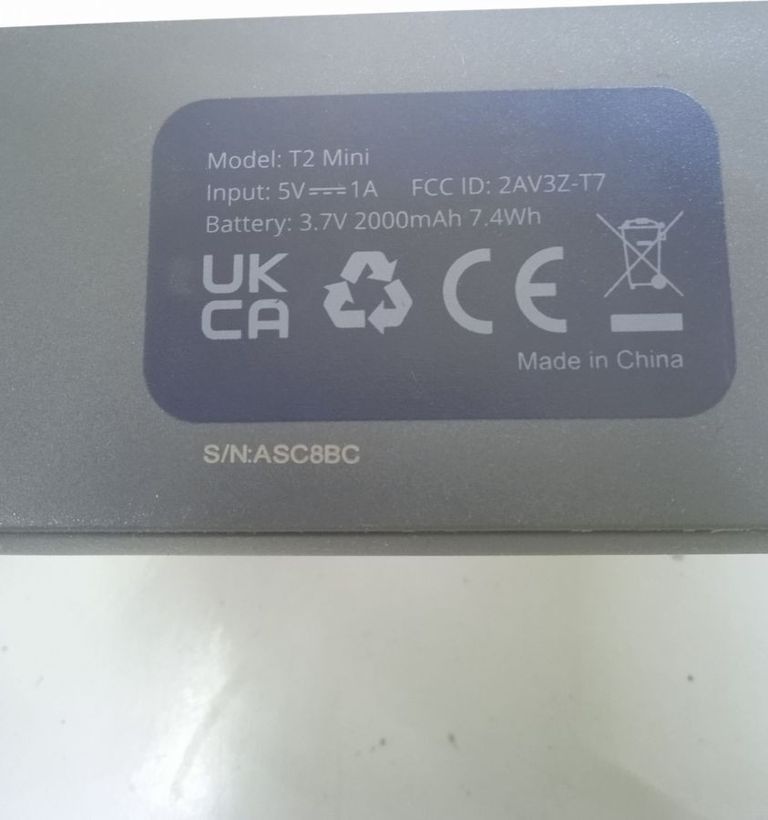 Model: T2 Mini
Input: 5V⎓1A FCC ID: 2AV3Z-T7
Battery: 3.7V 2000mAh 7.4Wh
UK
CA
CE
Made in China
S/N:ASC8BC